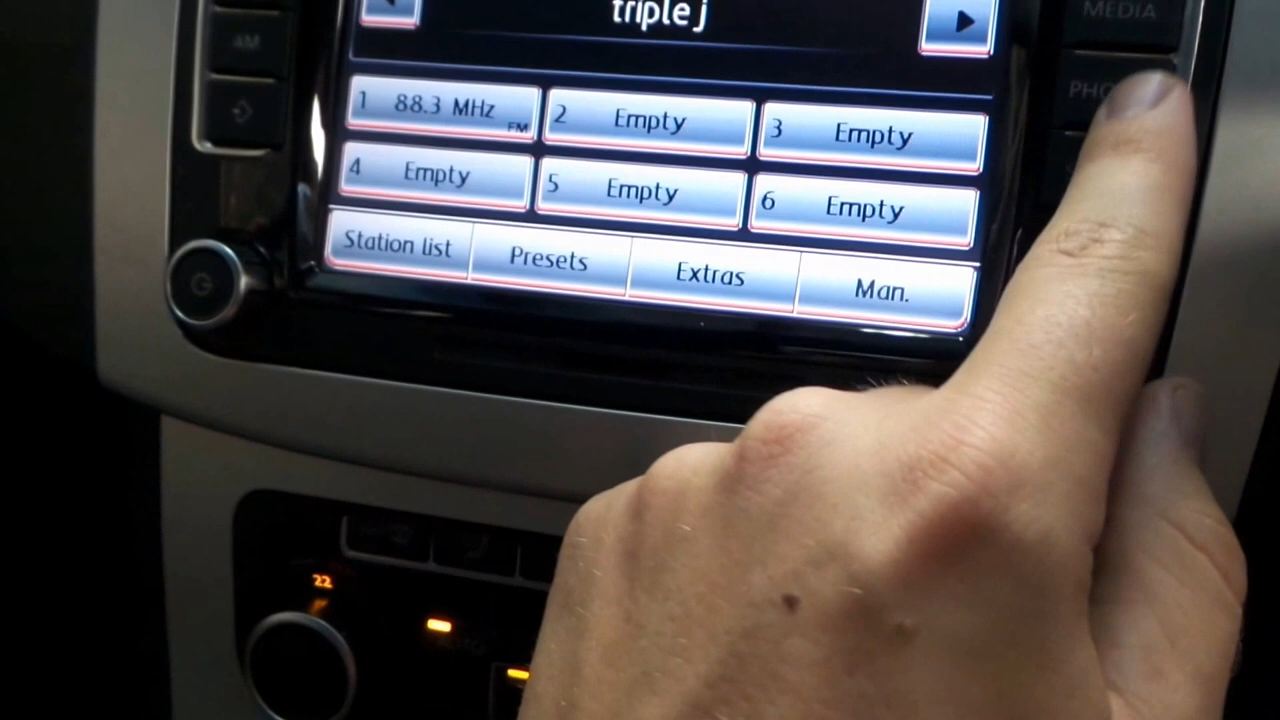 MEDIA
triple j
AM
1 88.3 MHz FM
2 Empty
3 Empty
PHO
4 Empty
5 Empty
6 Empty
Station list
Presets
Extras
Man.
22